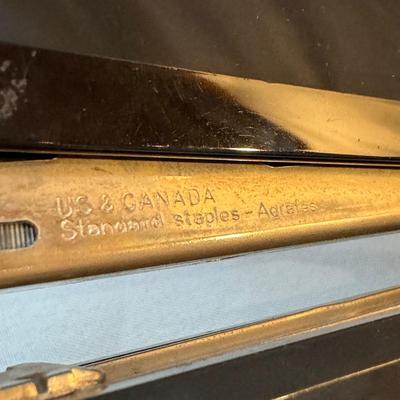 US & CANADA
Standard staples - Agrafes